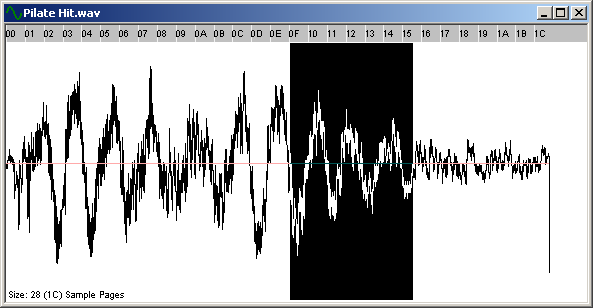 Pilate Hit.wav
00 01 02 03 04 05 06 07 08 09 0A 0B 0C 0D 0E 0F 10 11 12 13 14 15 16 17 18 19 1A 1B 1C
Size: 28 (1C) Sample Pages